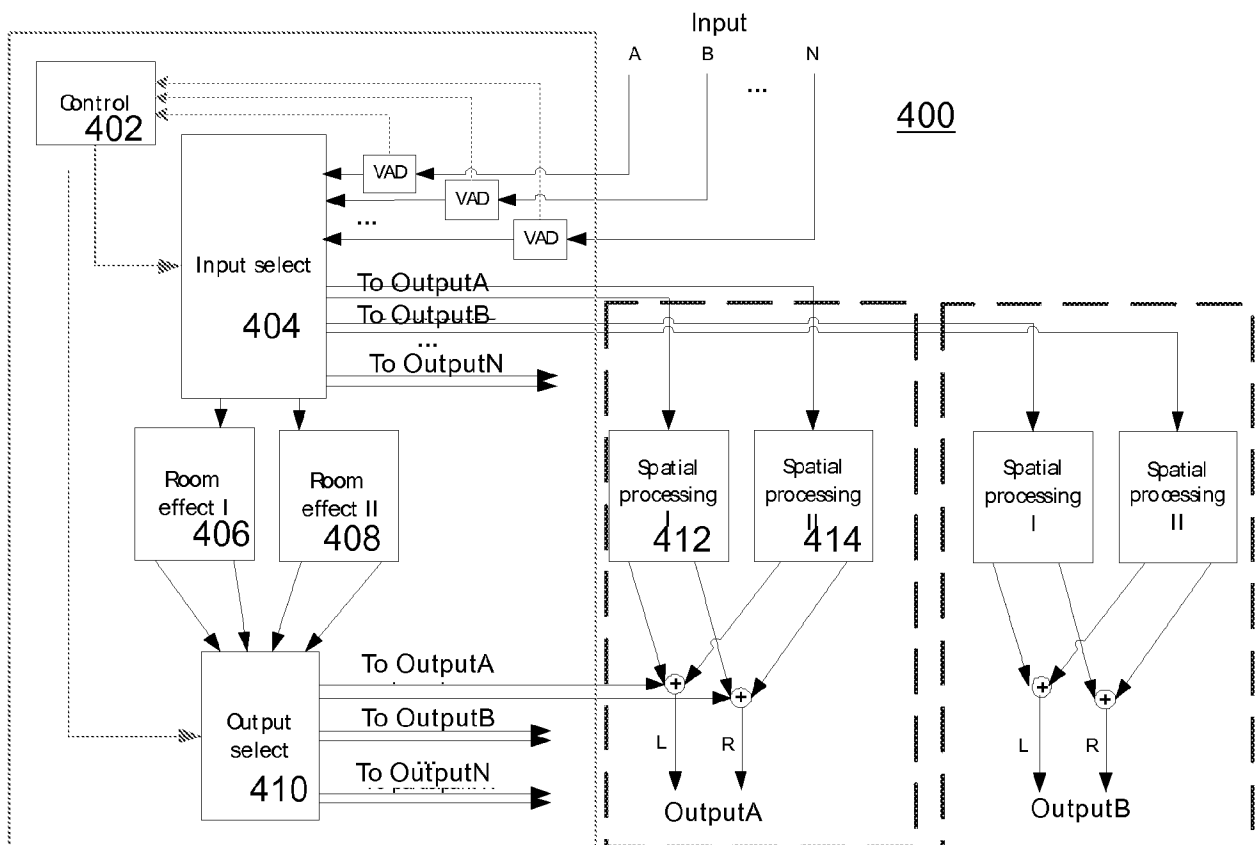 Input
A B ... N
400
Control
402
VAD
VAD
...
VAD
Input select
404
To OutputA
To OutputB
...
To OutputN
Room
effect I
406
Room
effect II
408
Spatial
processing
I
412
Spatial
processing
II
414
Spatial
processing
I
Spatial
processing
II
Output
select
410
To OutputA
To OutputB
...
To OutputN
+
+
+
+
L R
L R
OutputA
OutputB